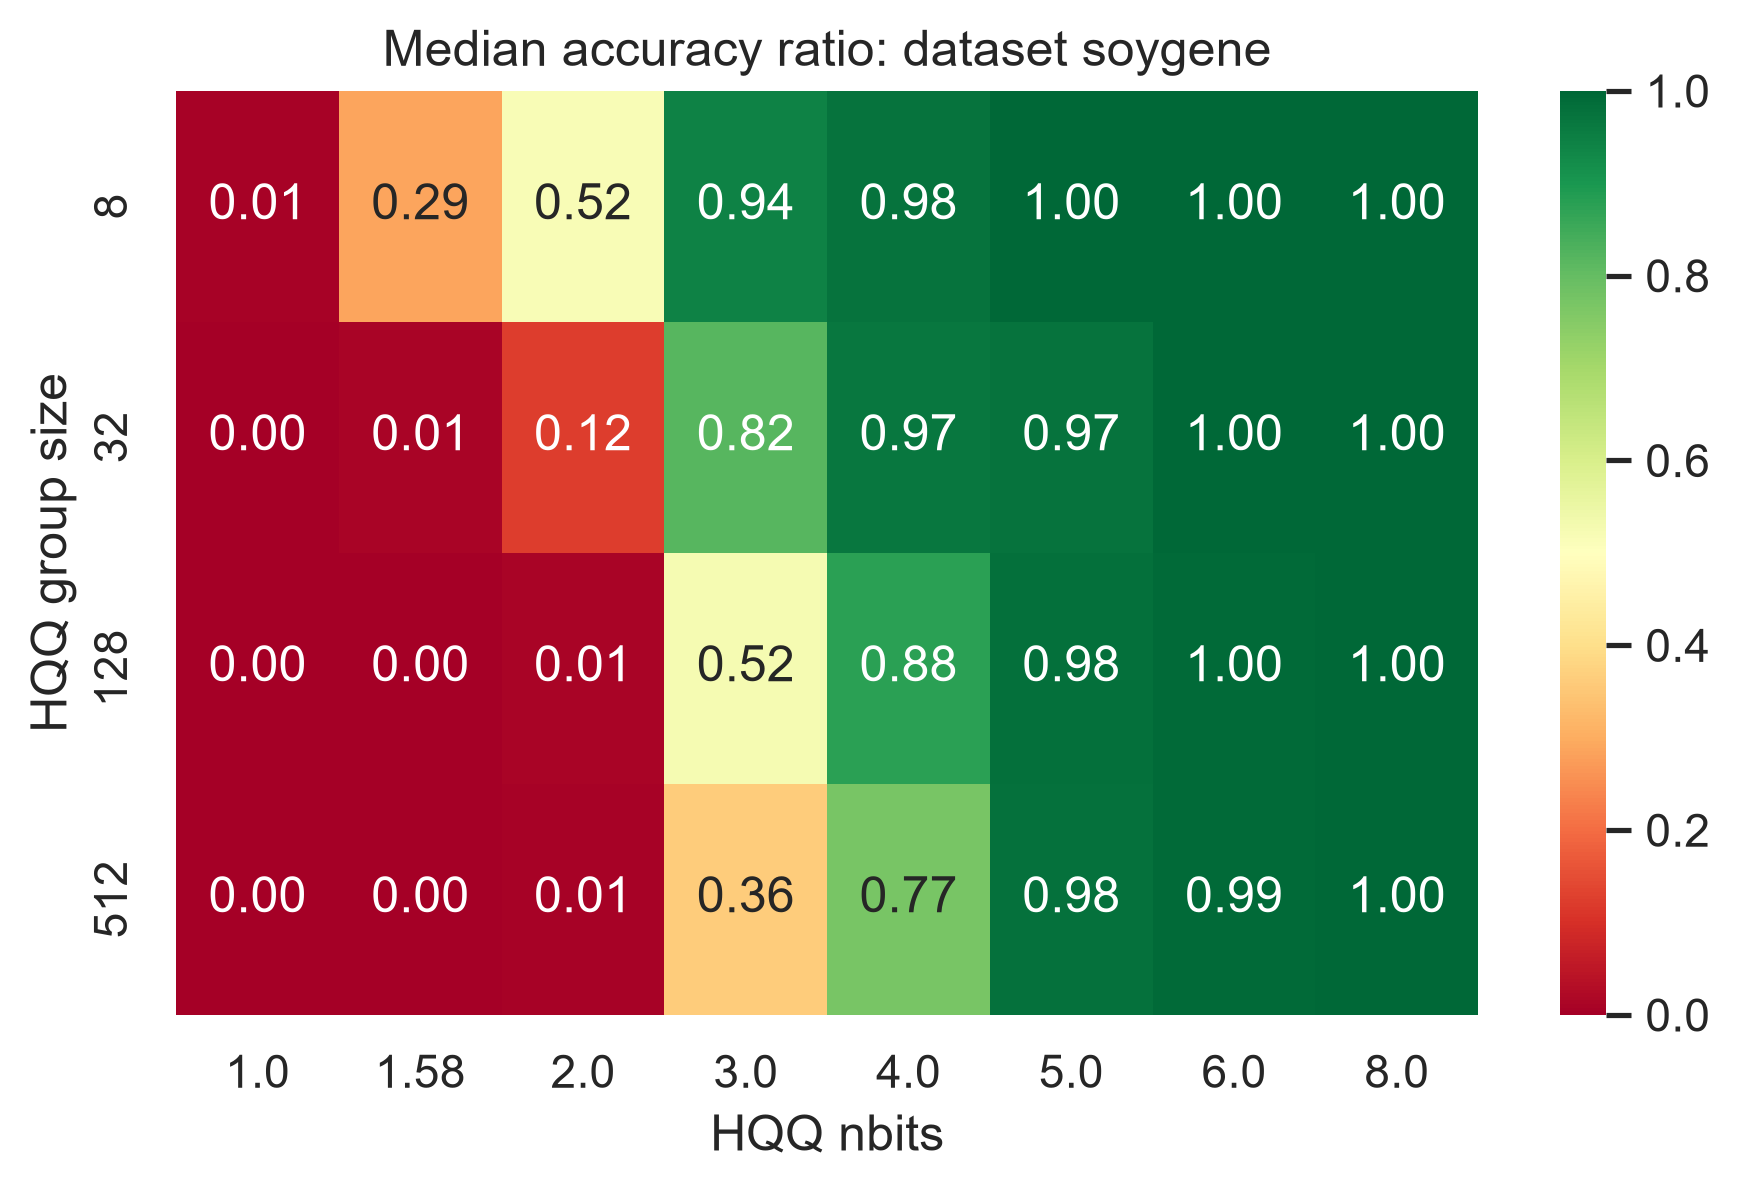 Median accuracy ratio: dataset soygene
HQQ group size
8 0.01 0.29 0.52 0.94 0.98 1.00 1.00 1.00
32 0.00 0.01 0.12 0.82 0.97 0.97 1.00 1.00
128 0.00 0.00 0.01 0.52 0.88 0.98 1.00 1.00
512 0.00 0.00 0.01 0.36 0.77 0.98 0.99 1.00
1.0 1.58 2.0 3.0 4.0 5.0 6.0 8.0
HQQ nbits
1.0
0.8
0.6
0.4
0.2
0.0